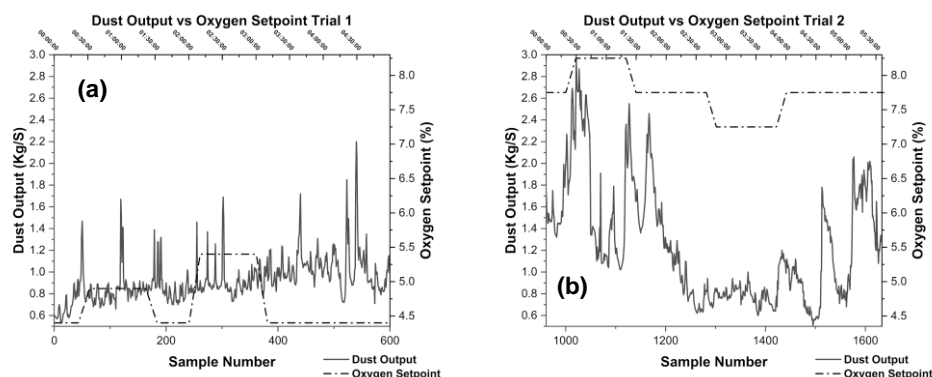 Dust Output vs Oxygen Setpoint Trial 1
00:00:00 00:30:00 01:00:00 01:30:00 02:00:00 02:30:00 03:00:00 03:30:00 04:00:00 04:30:00
3.0
2.8
2.6
2.4
2.2
2.0
1.8
1.6
1.4
1.2
1.0
0.8
0.6
Dust Output (Kg/S)
(a)
8.0
7.5
7.0
6.5
6.0
5.5
5.0
4.5
Oxygen Setpoint (%)
0 200 400 600
Sample Number
Dust Output
Oxygen Setpoint
Dust Output vs Oxygen Setpoint Trial 2
00:00:00 00:30:00 01:00:00 01:30:00 02:00:00 02:30:00 03:00:00 03:30:00 04:00:00 04:30:00 05:00:00 05:30:00
3.0
2.8
2.6
2.4
2.2
2.0
1.8
1.6
1.4
1.2
1.0
0.8
0.6
Dust Output (Kg/S)
(b)
8.0
7.5
7.0
6.5
6.0
5.5
5.0
4.5
Oxygen Setpoint (%)
1000 1200 1400 1600
Sample Number
Dust Output
Oxygen Setpoint